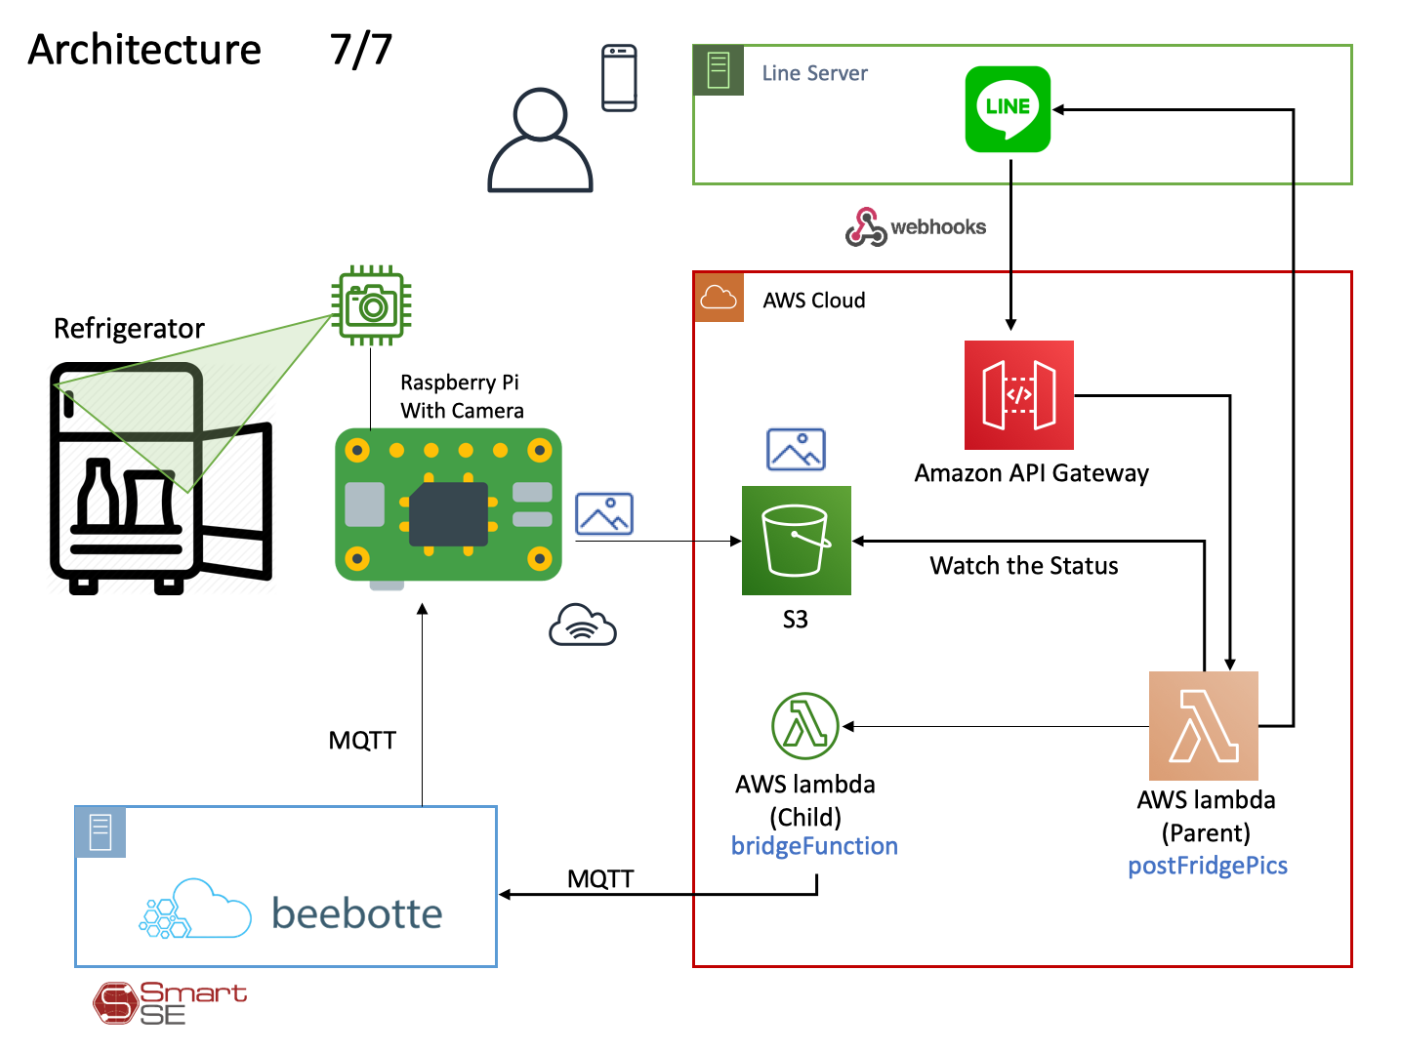 Architecture 7/7
Line Server
LINE
webhooks
AWS Cloud
Refrigerator
Raspberry Pi
With Camera
</>
Amazon API Gateway
Watch the Status
S3
MQTT
AWS lambda
(Child)
bridgeFunction
AWS lambda
(Parent)
postFridgePics
MQTT
beebotte
Smart
SE